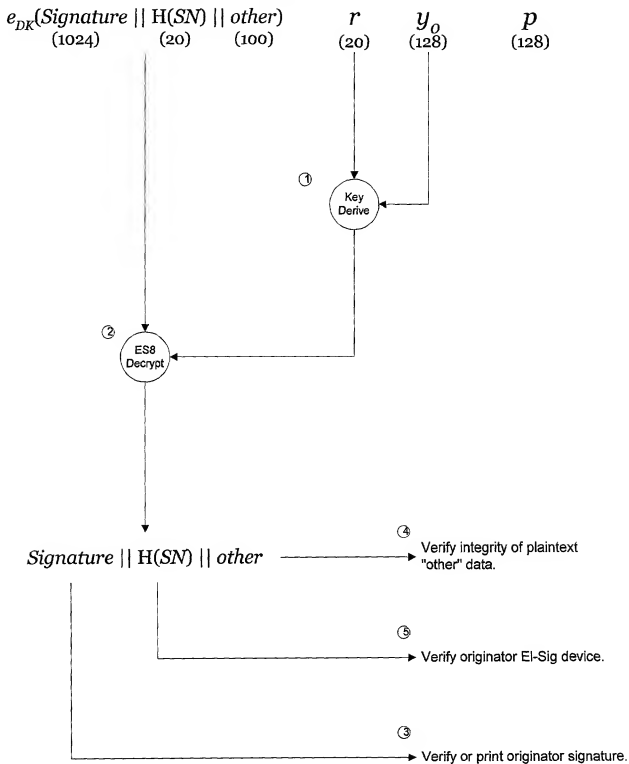 e_DK(Signature || H(SN) || other) r y_o p
(1024) (20) (100) (20) (128) (128)
①
Key
Derive
②
ES8
Decrypt
④
Verify integrity of plaintext
"other" data.
Signature || H(SN) || other
⑤
Verify originator El-Sig device.
③
Verify or print originator signature.